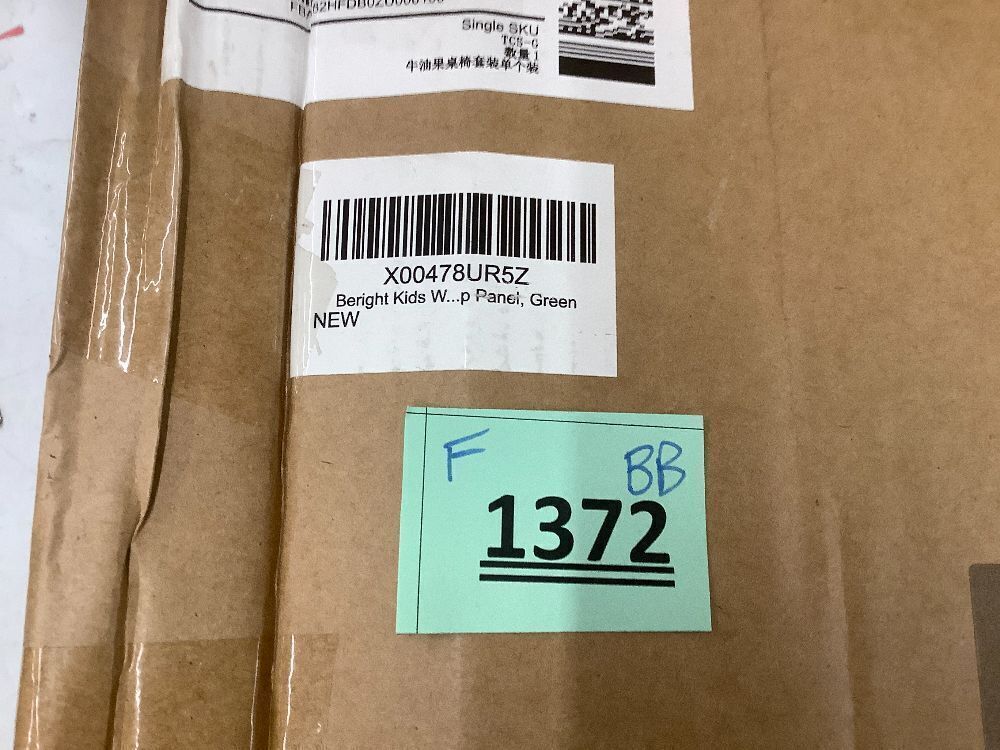 Single SKU
TCS-G
数量 1
牛油果桌椅套装单个装
X00478UR5Z
Beright Kids W...p Panel, Green
NEW
F BB
1372